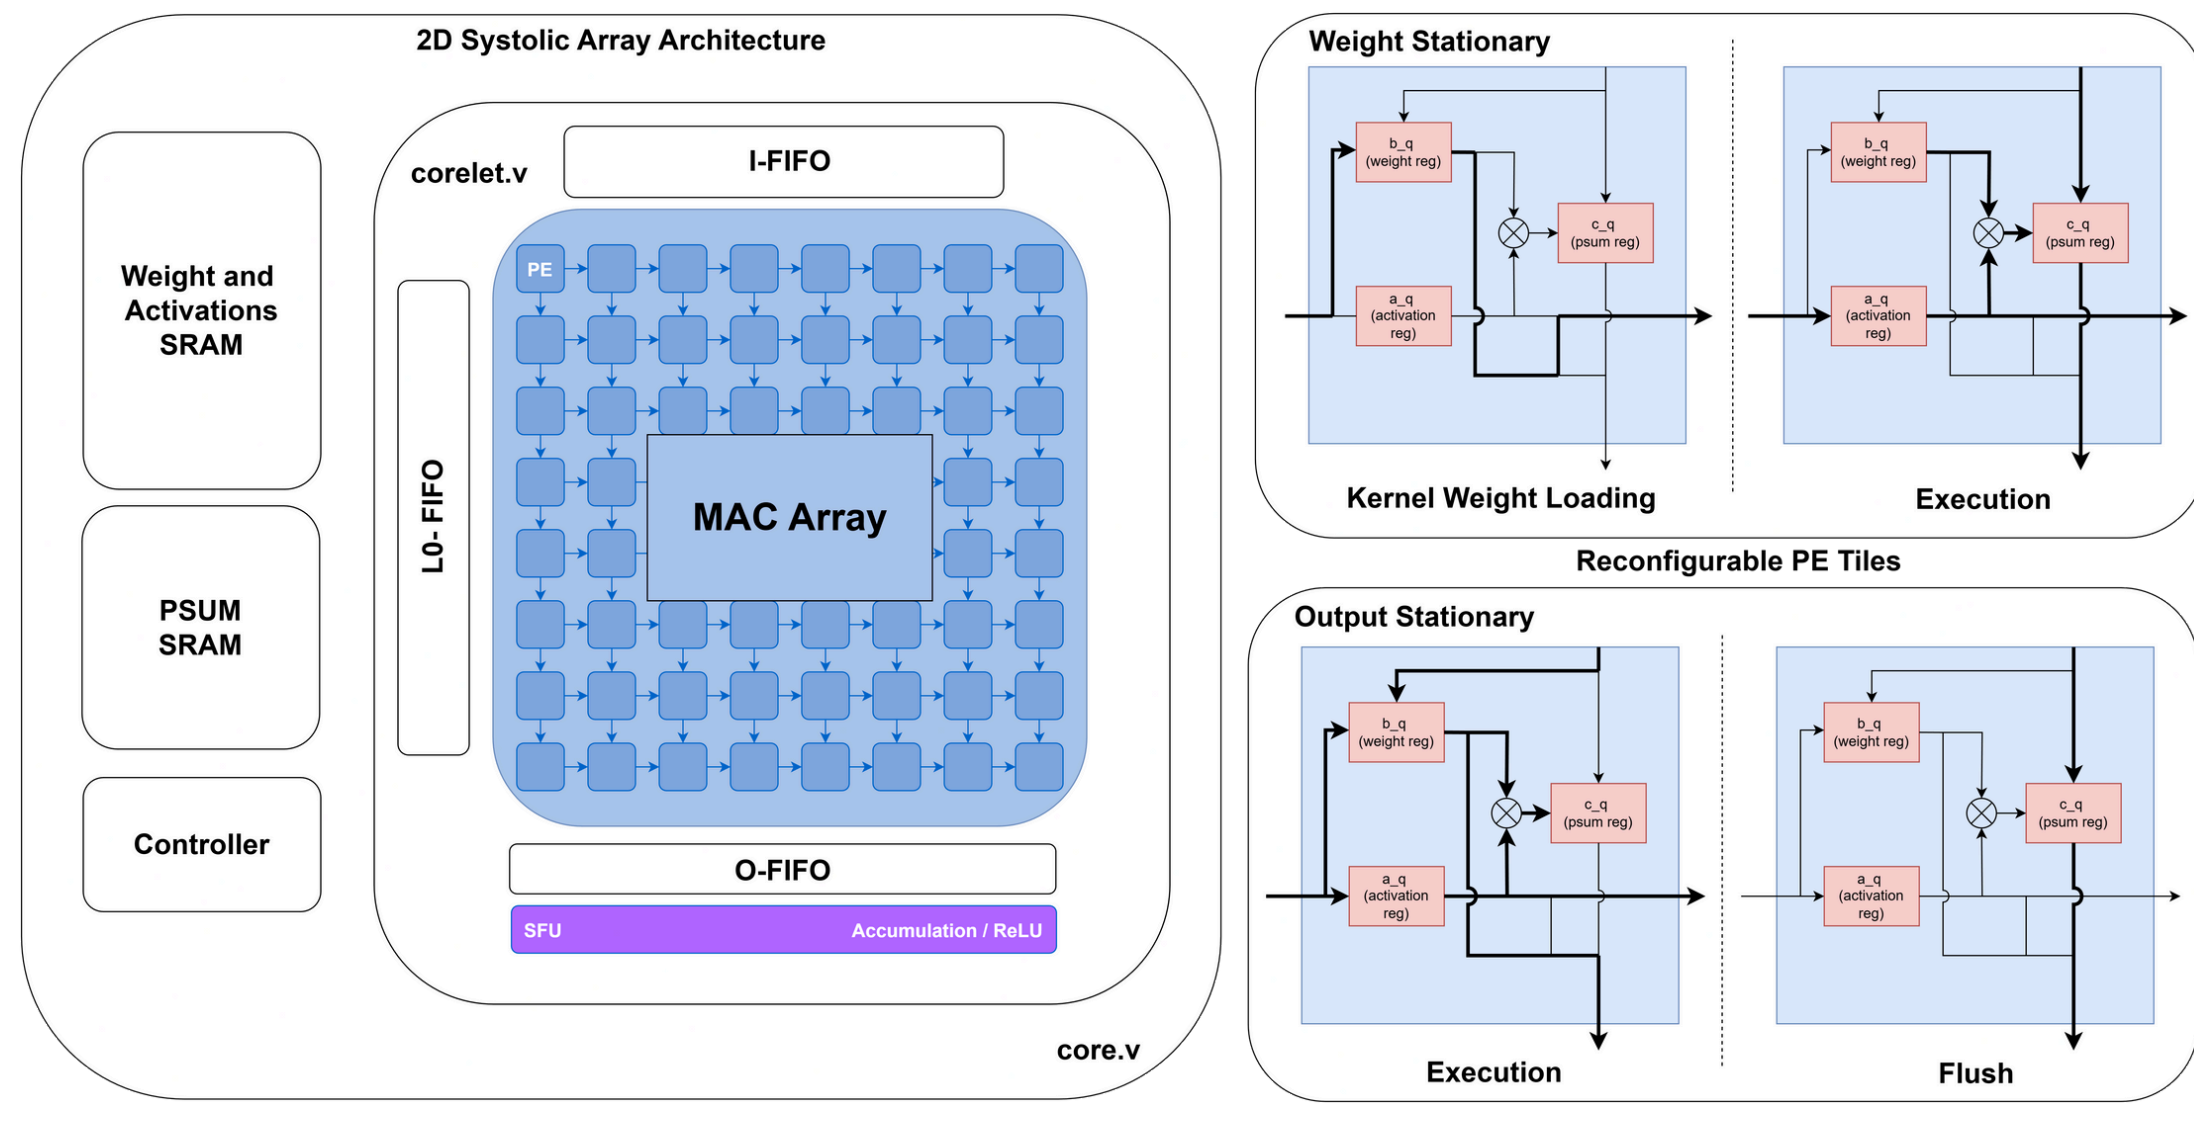 2D Systolic Array Architecture
Weight and
Activations
SRAM
PSUM
SRAM
Controller
corelet.v
I-FIFO
L0- FIFO
PE
MAC Array
O-FIFO
SFU
Accumulation / ReLU
core.v
Weight Stationary
b_q
(weight reg)
c_q
(psum reg)
a_q
(activation
reg)
Kernel Weight Loading
b_q
(weight reg)
c_q
(psum reg)
a_q
(activation
reg)
Execution
Reconfigurable PE Tiles
Output Stationary
b_q
(weight reg)
c_q
(psum reg)
a_q
(activation
reg)
Execution
b_q
(weight reg)
c_q
(psum reg)
a_q
(activation
reg)
Flush